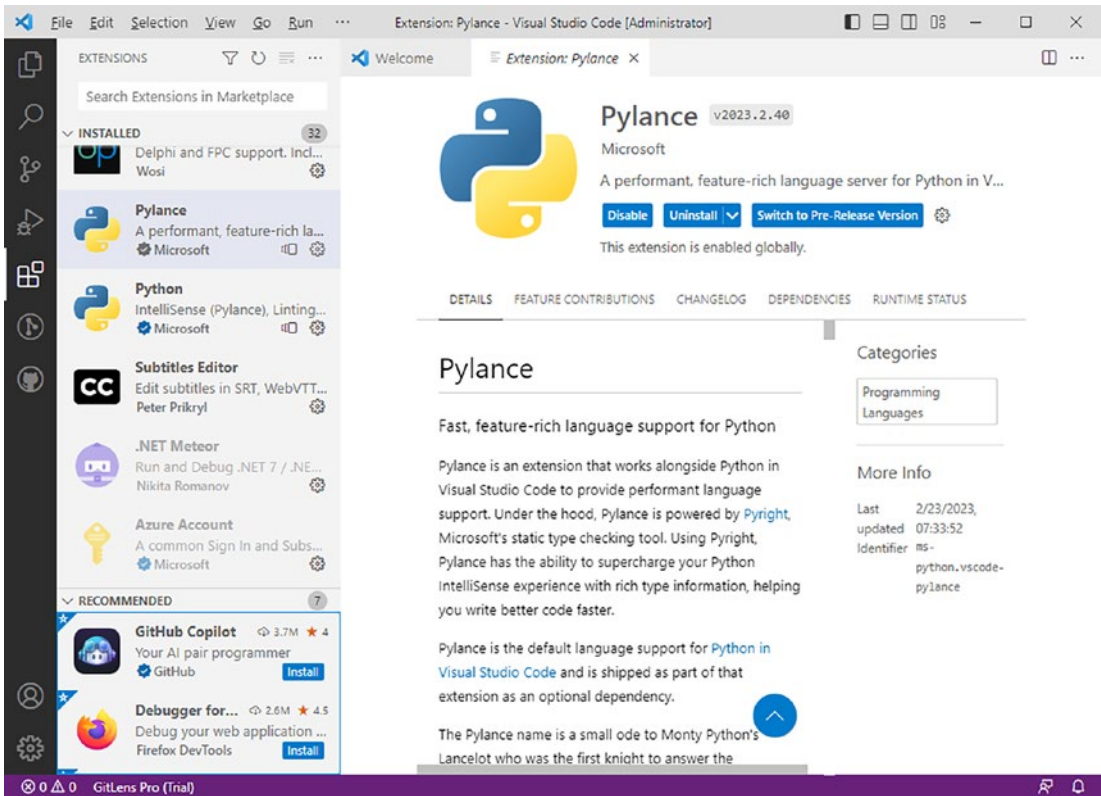 File Edit Selection View Go Run ··· Extension: Pylance - Visual Studio Code [Administrator]
EXTENSIONS
Welcome
Extension: Pylance
Search Extensions in Marketplace
INSTALLED 32
Delphi and FPC support. Incl...
Wosi
Pylance
A performant, feature-rich la...
Microsoft
Python
IntelliSense (Pylance), Linting...
Microsoft
CC
Subtitles Editor
Edit subtitles in SRT, WebVTT...
Peter Prikryl
.NET Meteor
Run and Debug .NET 7 / .NE...
Nikita Romanov
Azure Account
A common Sign In and Subs...
Microsoft
RECOMMENDED 7
GitHub Copilot 3.7M ★ 4
Your AI pair programmer
GitHub Install
Debugger for... 2.6M ★ 4.5
Debug your web application ...
Firefox DevTools Install
Pylance v2023.2.40
Microsoft
A performant, feature-rich language server for Python in V...
Disable Uninstall Switch to Pre-Release Version
This extension is enabled globally.
DETAILS FEATURE CONTRIBUTIONS CHANGELOG DEPENDENCIES RUNTIME STATUS
Pylance
Fast, feature-rich language support for Python
Pylance is an extension that works alongside Python in
Visual Studio Code to provide performant language
support. Under the hood, Pylance is powered by Pyright,
Microsoft's static type checking tool. Using Pyright,
Pylance has the ability to supercharge your Python
IntelliSense experience with rich type information, helping
you write better code faster.
Pylance is the default language support for Python in
Visual Studio Code and is shipped as part of that
extension as an optional dependency.
The Pylance name is a small ode to Monty Python's
Lancelot who was the first knight to answer the
Categories
Programming
Languages
More Info
Last 2/23/2023,
updated 07:33:52
Identifier ms-
python.vscode-
pylance
0 0 GitLens Pro (Trial)